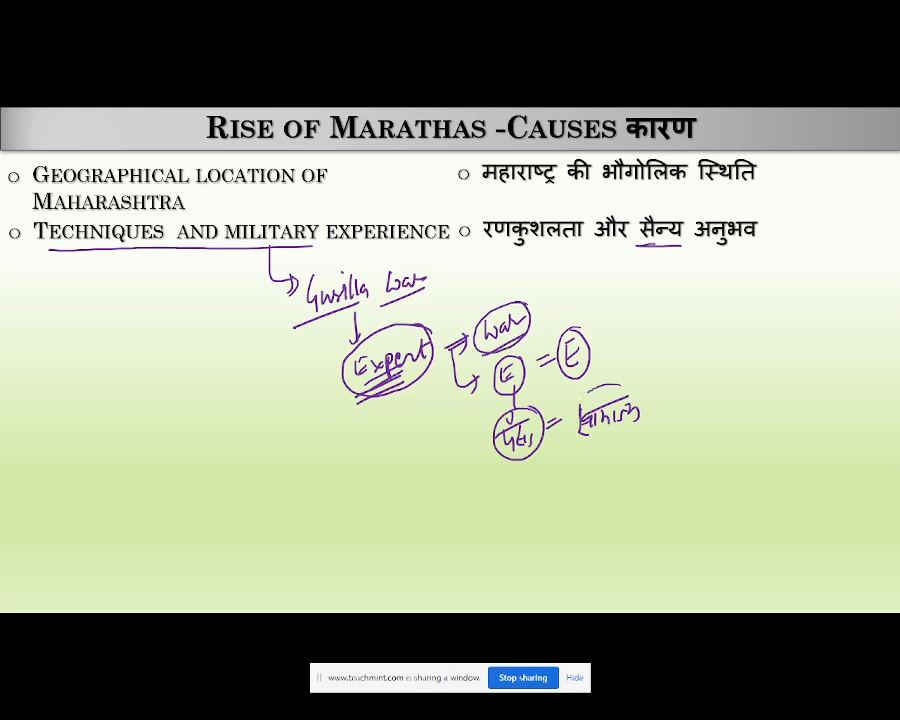 RISE OF MARATHAS -CAUSES कारण
○ GEOGRAPHICAL LOCATION OF
MAHARASHTRA
○ TECHNIQUES AND MILITARY EXPERIENCE
○ महाराष्ट्र की भौगोलिक स्थिति
○ रणकुशलता और सैन्य अनुभव
Gurilla War
Expert
War
E = E
www.teachmint.com is sharing a window.
Stop sharing
Hide